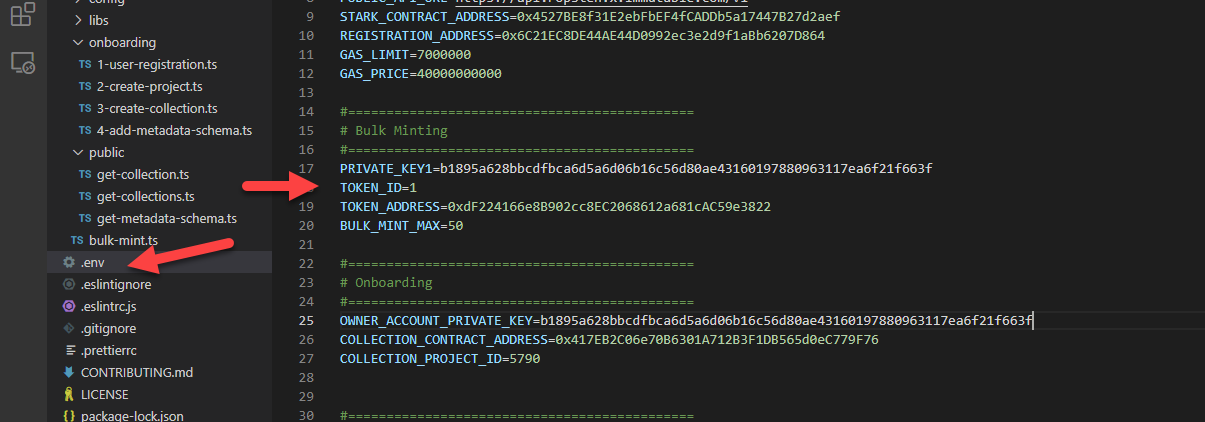 config
libs
onboarding
TS 1-user-registration.ts
TS 2-create-project.ts
TS 3-create-collection.ts
TS 4-add-metadata-schema.ts
public
TS get-collection.ts
TS get-collections.ts
TS get-metadata-schema.ts
TS bulk-mint.ts
.env
.eslintignore
.eslintrc.js
.gitignore
.prettierrc
CONTRIBUTING.md
LICENSE
{} package-lock.json
9 STARK_CONTRACT_ADDRESS=0x4527BE8f31E2ebFbEF4fCADDb5a17447B27d2aef
10 REGISTRATION_ADDRESS=0x6C21EC8DE44AE44D0992ec3e2d9f1aBb6207D864
11 GAS_LIMIT=7000000
12 GAS_PRICE=40000000000
13
14 #=============================================
15 # Bulk Minting
16 #=============================================
17 PRIVATE_KEY1=b1895a628bbcdfbca6d5a6d06b16c56d80ae43160197880963117ea6f21f663f
TOKEN_ID=1
19 TOKEN_ADDRESS=0xdF224166e8B902cc8EC2068612a681cAC59e3822
20 BULK_MINT_MAX=50
21
22 #=============================================
23 # Onboarding
24 #=============================================
25 OWNER_ACCOUNT_PRIVATE_KEY=b1895a628bbcdfbca6d5a6d06b16c56d80ae43160197880963117ea6f21f663f
26 COLLECTION_CONTRACT_ADDRESS=0x417EB2C06e70B6301A712B3F1DB565d0eC779F76
27 COLLECTION_PROJECT_ID=5790
28
29
30 #=============================================